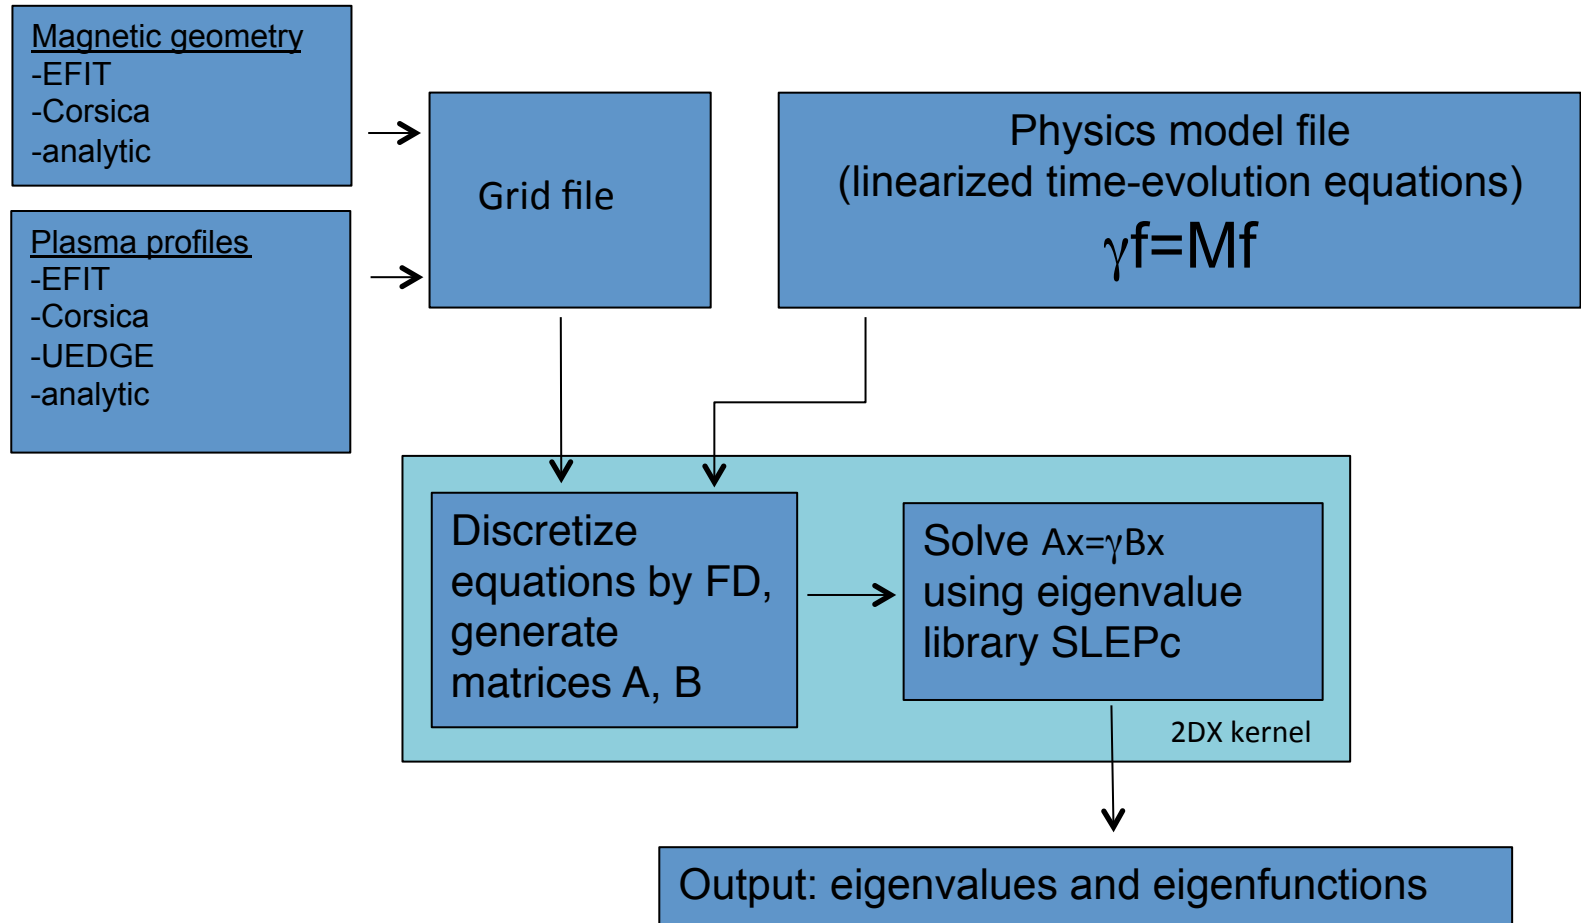 Magnetic geometry
-EFIT
-Corsica
-analytic
Plasma profiles
-EFIT
-Corsica
-UEDGE
-analytic
Grid file
Physics model file
(linearized time-evolution equations)
γf=Mf
Discretize
equations by FD,
generate
matrices A, B
Solve Ax=γBx
using eigenvalue
library SLEPc
2DX kernel
Output: eigenvalues and eigenfunctions